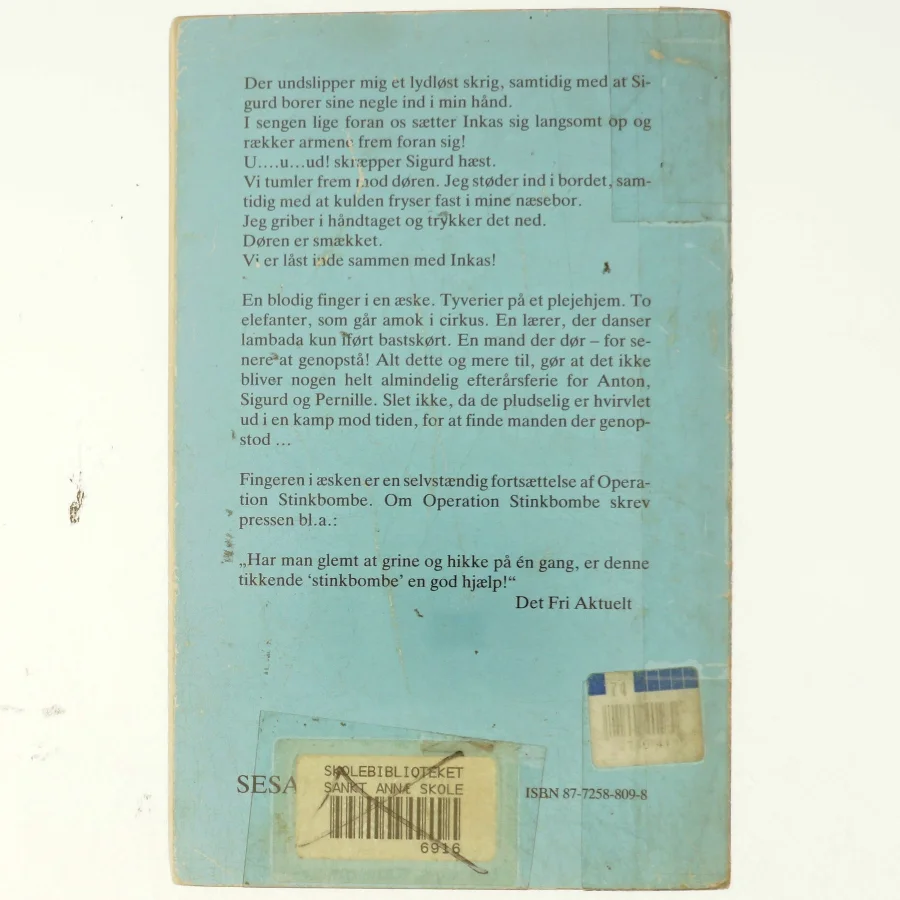 Der undslipper mig et lydløst skrig, samtidig med at Si-
gurd borer sine negle ind i min hånd.
I sengen lige foran os sætter Inkas sig langsomt op og
rækker armene frem foran sig!
U....u...ud! skræpper Sigurd hæst.
Vi tumler frem mod døren. Jeg støder ind i bordet, sam-
tidig med at kulden fryser fast i mine næsebor.
Jeg griber i håndtaget og trykker det ned.
Døren er smækket.
Vi er låst inde sammen med Inkas!
En blodig finger i en æske. Tyverier på et plejehjem. To
elefanter, som går amok i cirkus. En lærer, der danser
lambada kun iført bastskørt. En mand der dør – for se-
nere at genopstå! Alt dette og mere til, gør at det ikke
bliver nogen helt almindelig efterårsferie for Anton,
Sigurd og Pernille. Slet ikke, da de pludselig er hvirvlet
ud i en kamp mod tiden, for at finde manden der genop-
stod ...
Fingeren i æsken er en selvstændig fortsættelse af Opera-
tion Stinkbombe. Om Operation Stinkbombe skrev
pressen bl.a.:
„Har man glemt at grine og hikke på én gang, er denne
tikkende ‘stinkbombe’ en god hjælp!“
Det Fri Aktuelt
74
SESA
SKOLEBIBLIOTEKET
SANKT ANNÆ SKOLE
6916
ISBN 87-7258-809-8